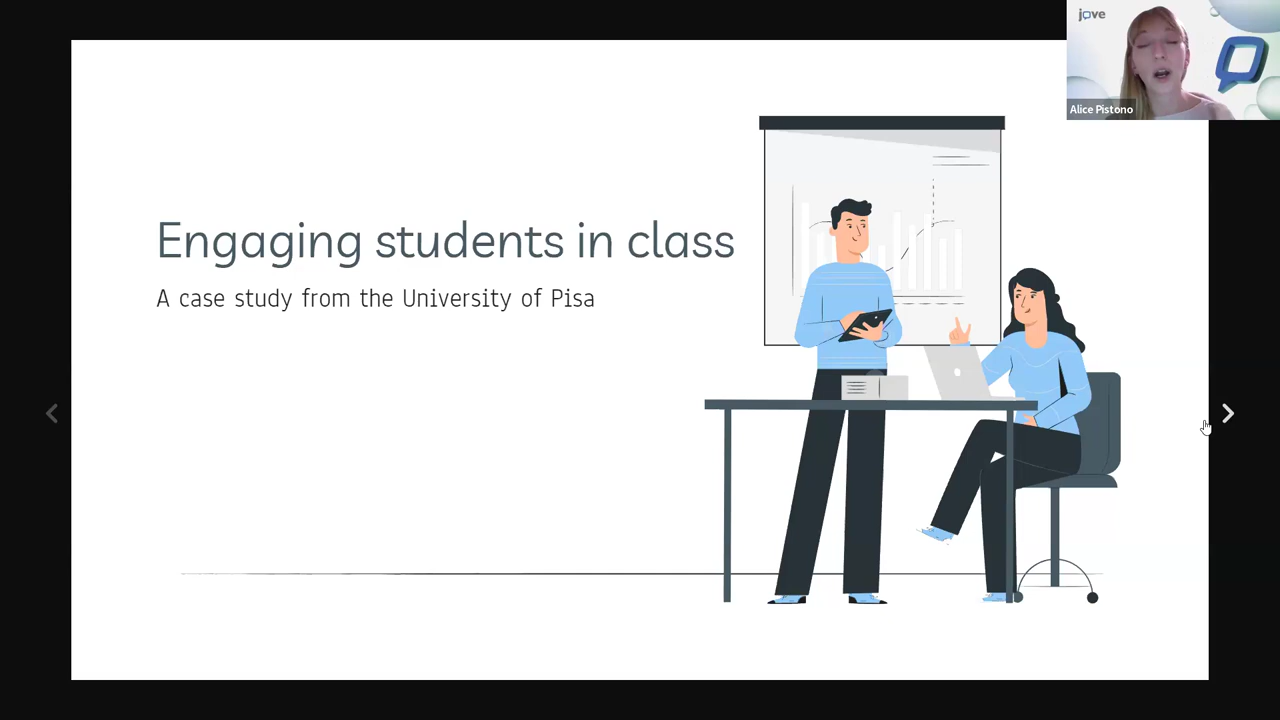 jove
Alice Pistono
Engaging students in class
A case study from the University of Pisa